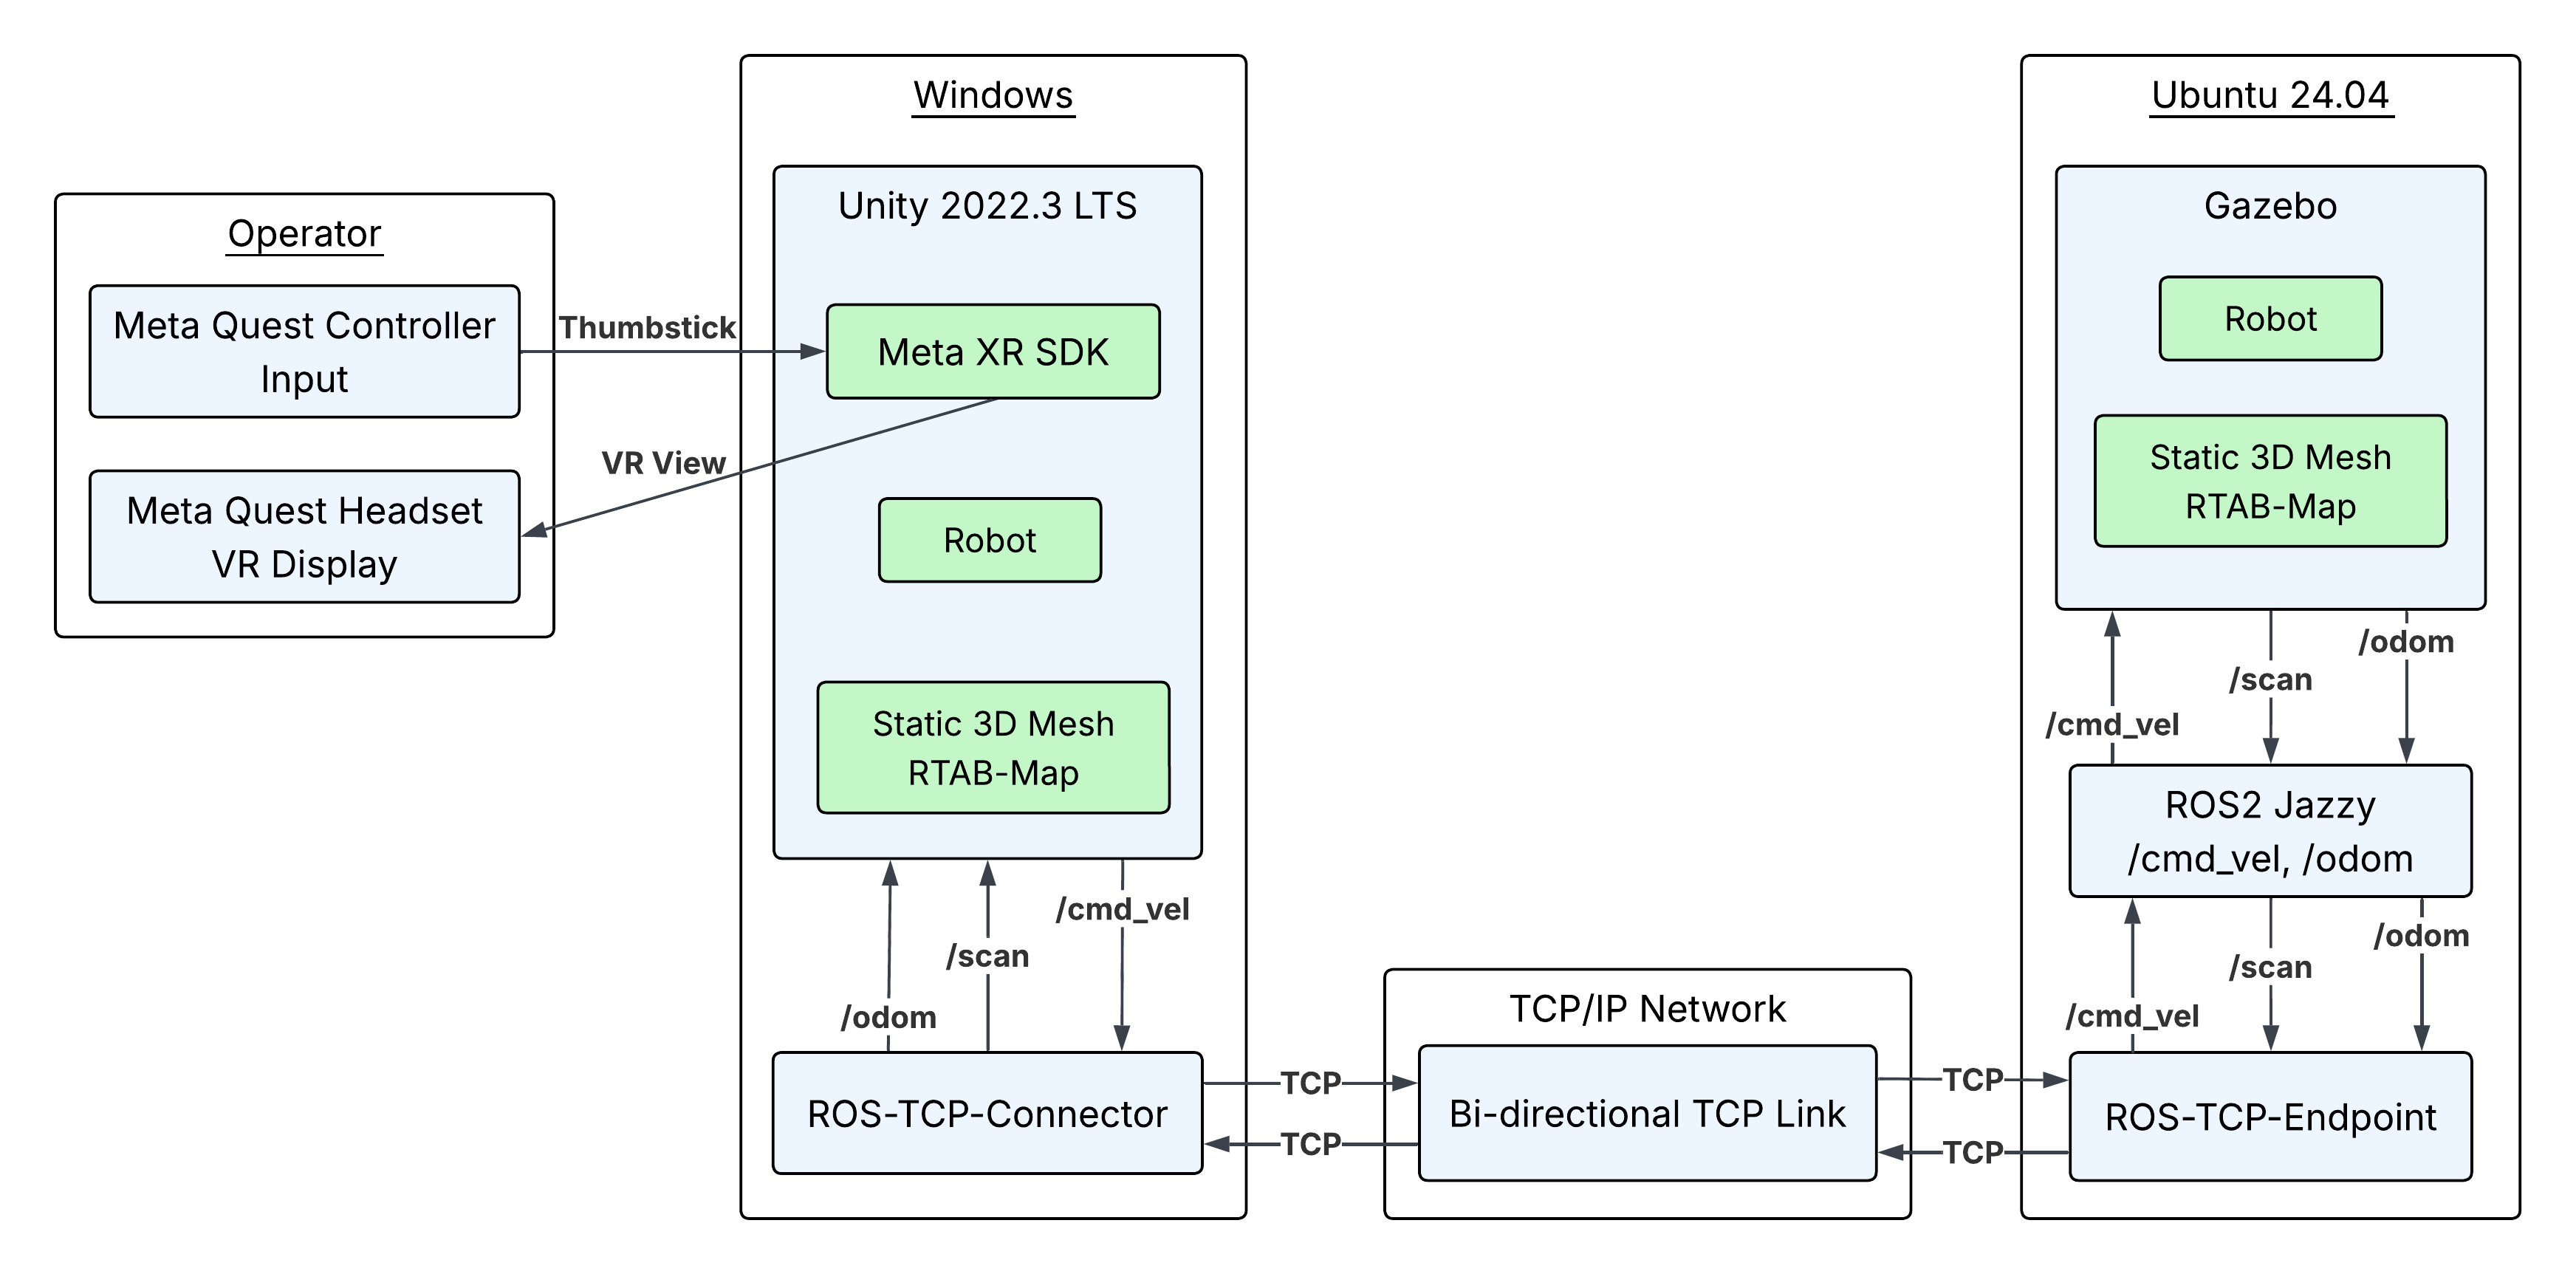 Operator
Meta Quest Controller
Input
Meta Quest Headset
VR Display
Thumbstick
VR View
Windows
Unity 2022.3 LTS
Meta XR SDK
Robot
Static 3D Mesh
RTAB-Map
/cmd_vel
/scan
/odom
ROS-TCP-Connector
TCP
TCP
TCP/IP Network
Bi-directional TCP Link
TCP
TCP
Ubuntu 24.04
Gazebo
Robot
Static 3D Mesh
RTAB-Map
/odom
/scan
/cmd_vel
ROS2 Jazzy
/cmd_vel, /odom
/odom
/scan
/cmd_vel
ROS-TCP-Endpoint